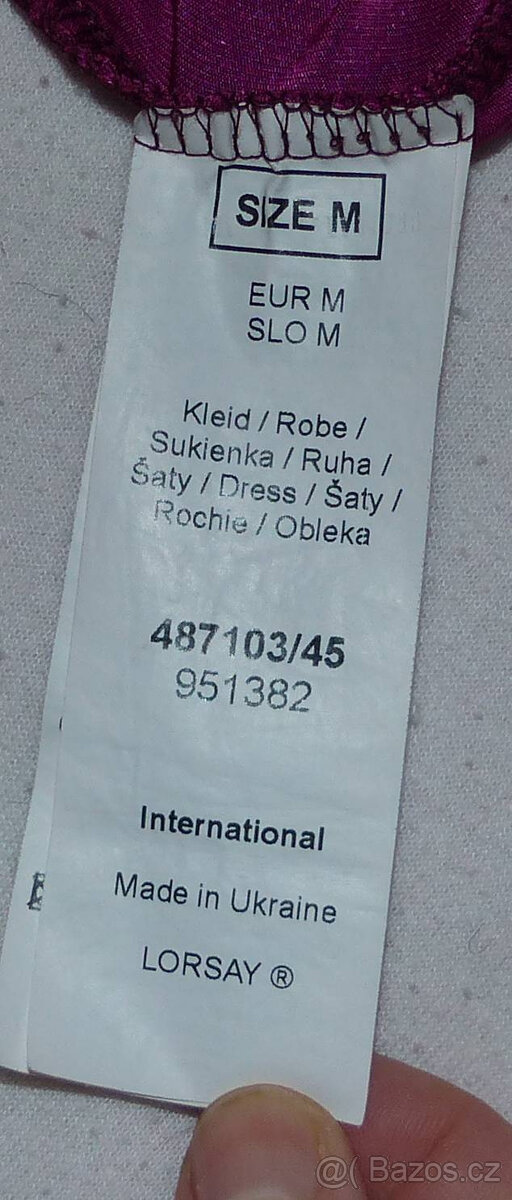 SIZE M
EUR M
SLO M
Kleid / Robe /
Sukienka / Ruha /
Šaty / Dress / Šaty /
Rochie / Obleka
487103/45
951382
International
Made in Ukraine
LORSAY ®
@( Bazos.cz